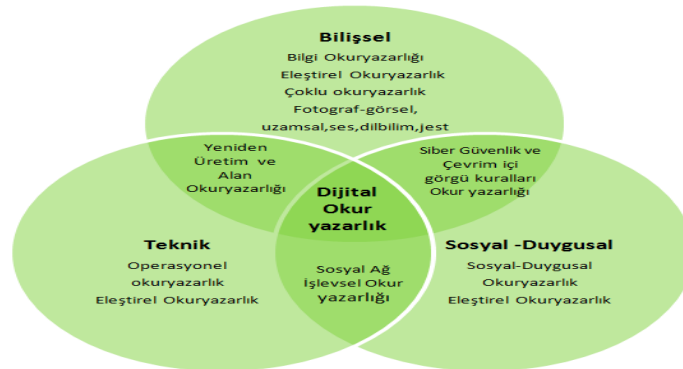 Bilişsel
Bilgi Okuryazarlığı
Eleştirel Okuryazarlık
Çoklu okuryazarlık
Fotograf-görsel,
uzamsal,ses,dilbilim,jest
Yeniden
Üretim ve
Alan
Okuryazarlığı
Siber Güvenlik ve
Çevrim içi
görgü kuralları
Okur yazarlığı
Dijital
Okur
yazarlık
Teknik
Operasyonel
okuryazarlık
Eleştirel Okuryazarlık
Sosyal Ağ
İşlevsel Okur
yazarlığı
Sosyal -Duygusal
Sosyal-Duygusal
Okuryazarlık
Eleştirel Okuryazarlık